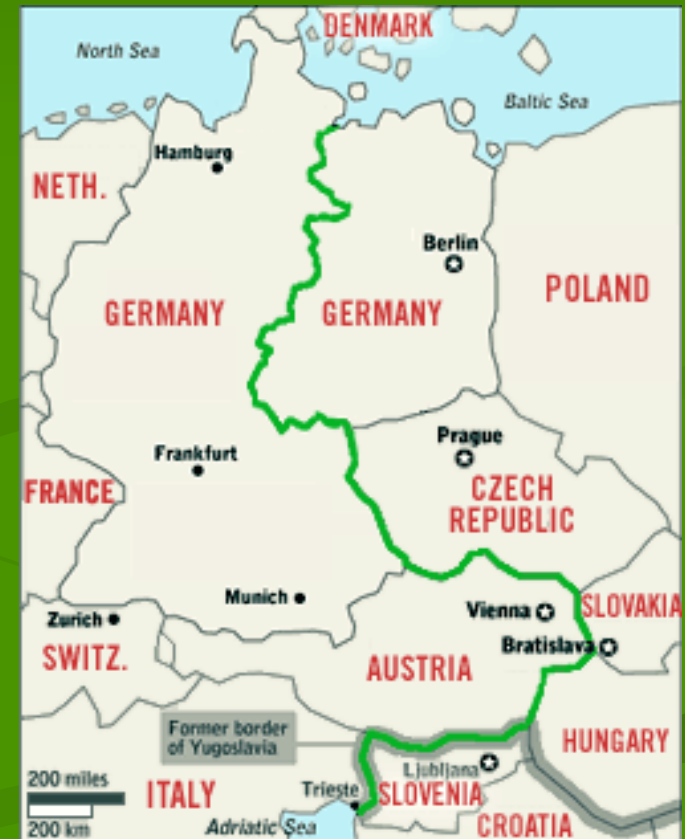 DENMARK
North Sea
Baltic Sea
Hamburg
NETH.
Berlin
POLAND
GERMANY
GERMANY
Prague
Frankfurt
CZECH
REPUBLIC
FRANCE
Munich
Vienna
SLOVAKIA
Zurich
Bratislava
SWITZ.
AUSTRIA
Former border
of Yugoslavia
HUNGARY
Ljubljana
200 miles
ITALY
Trieste
SLOVENIA
200 km
Adriatic Sea
CROATIA